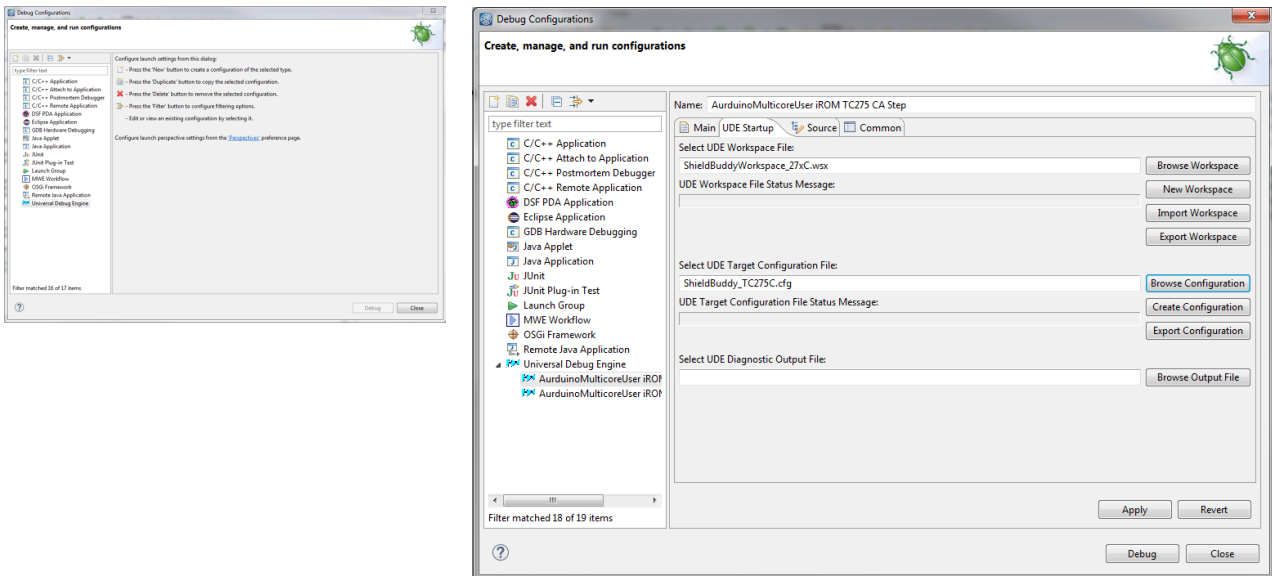 Debug Configurations
Create, manage, and run configurations
type filter text
C/C++ Application
C/C++ Attach to Application
C/C++ Postmortem Debugger
C/C++ Remote Application
DSF PDA Application
Eclipse Application
GDB Hardware Debugging
Java Applet
Java Application
Ju JUnit
JUnit Plug-in Test
Launch Group
MWE Workflow
OSGi Framework
Remote Java Application
Universal Debug Engine
Filter matched 16 of 17 items
Configure launch settings from this dialog:
- Press the 'New' button to create a configuration of the selected type.
- Press the 'Duplicate' button to copy the selected configuration.
- Press the 'Delete' button to remove the selected configuration.
- Press the 'Filter' button to configure filtering options.
- Edit or view an existing configuration by selecting it.
Configure launch perspective settings from the 'Perspectives' preference page.
Debug
Close
Debug Configurations
Create, manage, and run configurations
type filter text
C/C++ Application
C/C++ Attach to Application
C/C++ Postmortem Debugger
C/C++ Remote Application
DSF PDA Application
Eclipse Application
GDB Hardware Debugging
Java Applet
Java Application
Ju JUnit
JUnit Plug-in Test
Launch Group
MWE Workflow
OSGi Framework
Remote Java Application
Universal Debug Engine
AurduinoMulticoreUser iROM
AurduinoMulticoreUser iROM
Filter matched 18 of 19 items
Name: AurduinoMulticoreUser iROM TC275 CA Step
Main UDE Startup Source Common
Select UDE Workspace File:
ShieldBuddyWorkspace_27xC.wsx
Browse Workspace
UDE Workspace File Status Message:
New Workspace
Import Workspace
Export Workspace
Select UDE Target Configuration File:
ShieldBuddy_TC275C.cfg
Browse Configuration
UDE Target Configuration File Status Message:
Create Configuration
Export Configuration
Select UDE Diagnostic Output File:
Browse Output File
Apply
Revert
Debug
Close